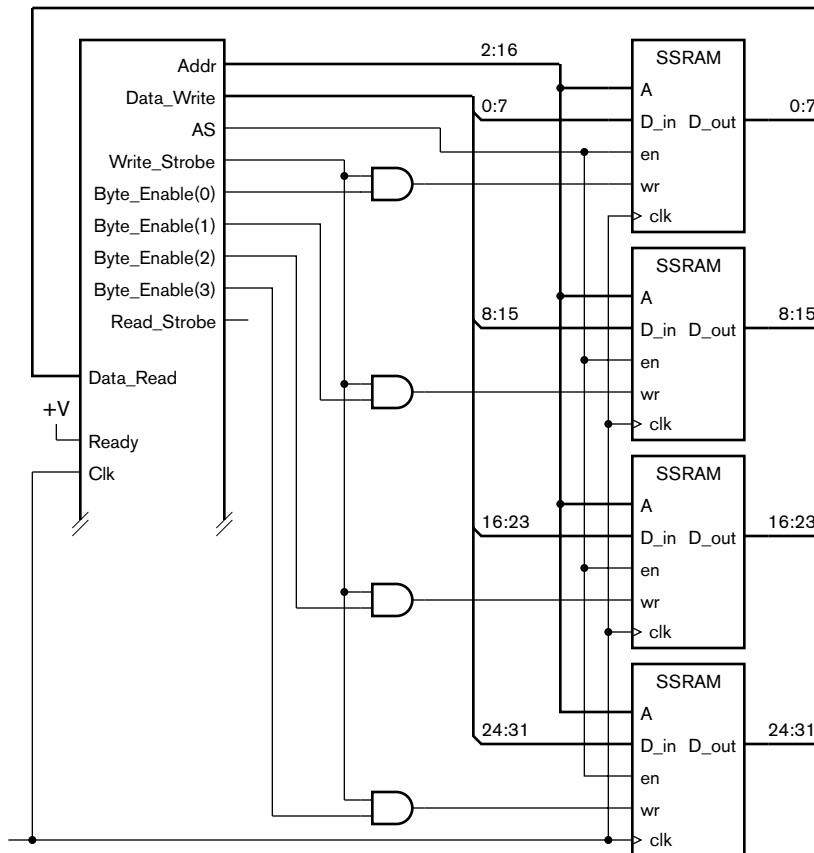 Addr
Data_Write
AS
Write_Strobe
Byte_Enable(0)
Byte_Enable(1)
Byte_Enable(2)
Byte_Enable(3)
Read_Strobe
Data_Read
+V
Ready
Clk
2:16
0:7
SSRAM
A
D_in D_out
en
wr
clk
0:7
8:15
SSRAM
A
D_in D_out
en
wr
clk
8:15
16:23
SSRAM
A
D_in D_out
en
wr
clk
16:23
24:31
SSRAM
A
D_in D_out
en
wr
clk
24:31